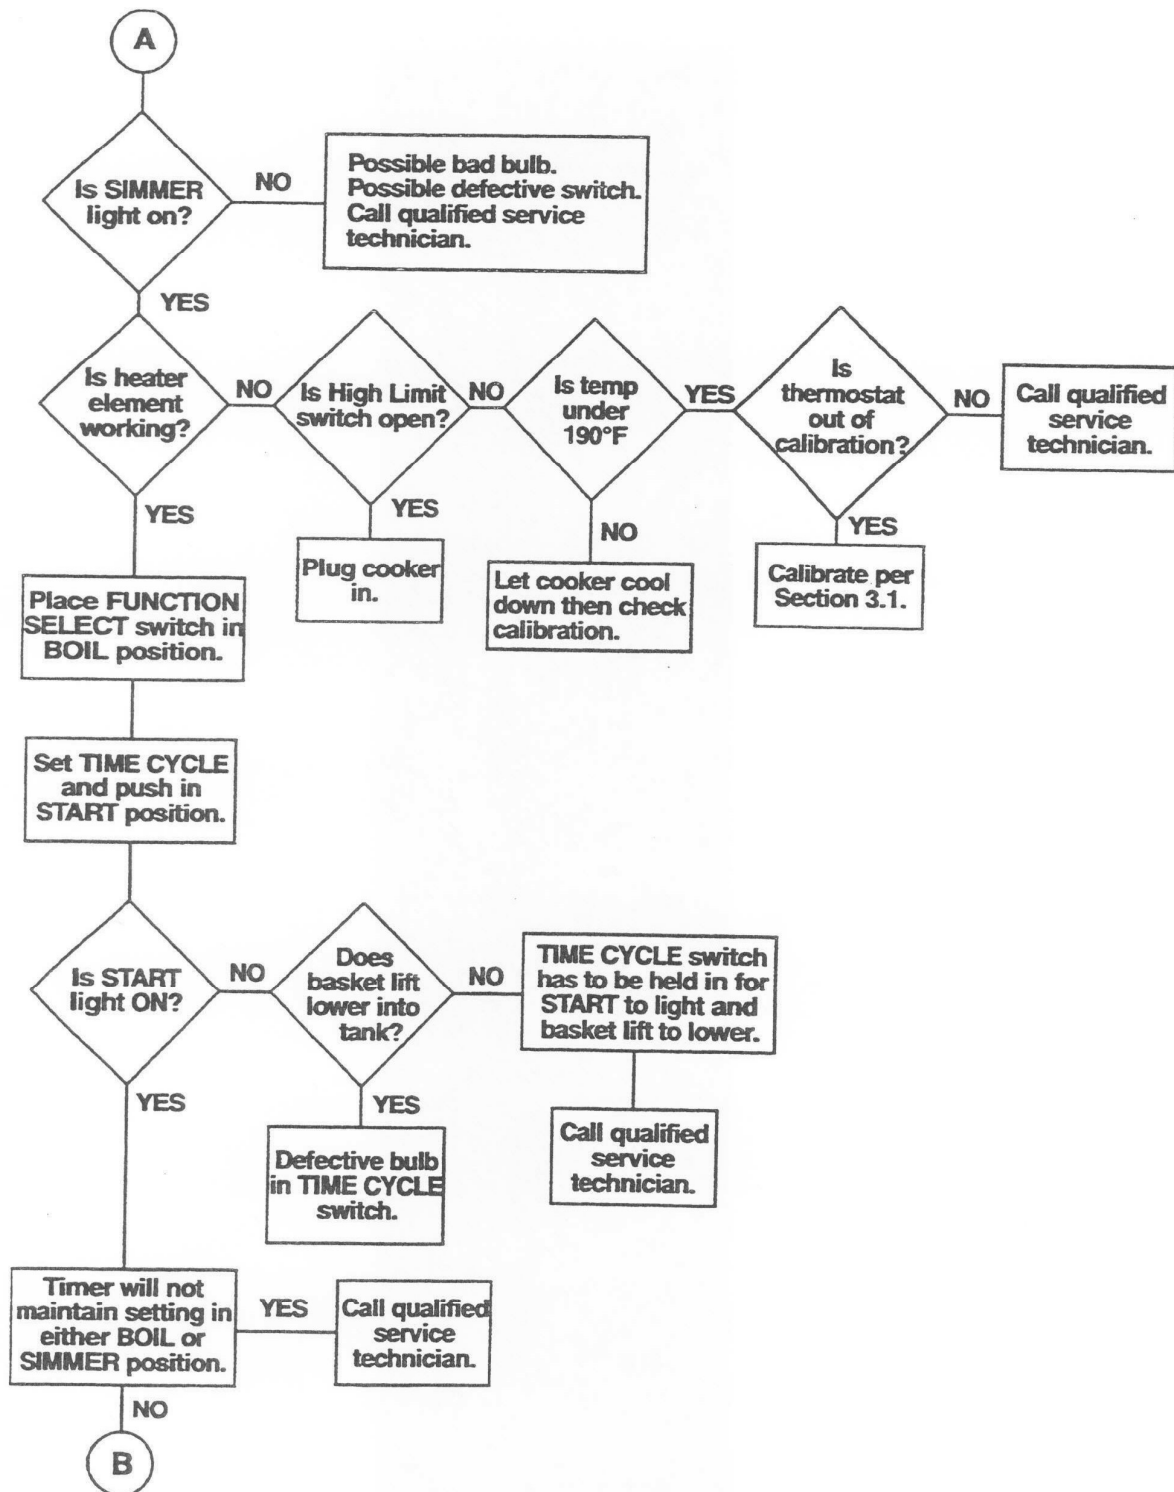 A
Is SIMMER
light on?
NO
Possible bad bulb.
Possible defective switch.
Call qualified service
technician.
YES
Is heater
element
working?
NO
Is High Limit
switch open?
NO
Is temp
under
190°F
YES
Is
thermostat
out of
calibration?
NO
Call qualified
service
technician.
YES
YES
NO
YES
Place FUNCTION
SELECT switch in
BOIL position.
Plug cooker
in.
Let cooker cool
down then check
calibration.
Calibrate per
Section 3.1.
Set TIME CYCLE
and push in
START position.
Is START
light ON?
NO
Does
basket lift
lower into
tank?
NO
TIME CYCLE switch
has to be held in for
START to light and
basket lift to lower.
YES
YES
Defective bulb
in TIME CYCLE
switch.
Call qualified
service
technician.
Timer will not
maintain setting in
either BOIL or
SIMMER position.
YES
Call qualified
service
technician.
NO
B